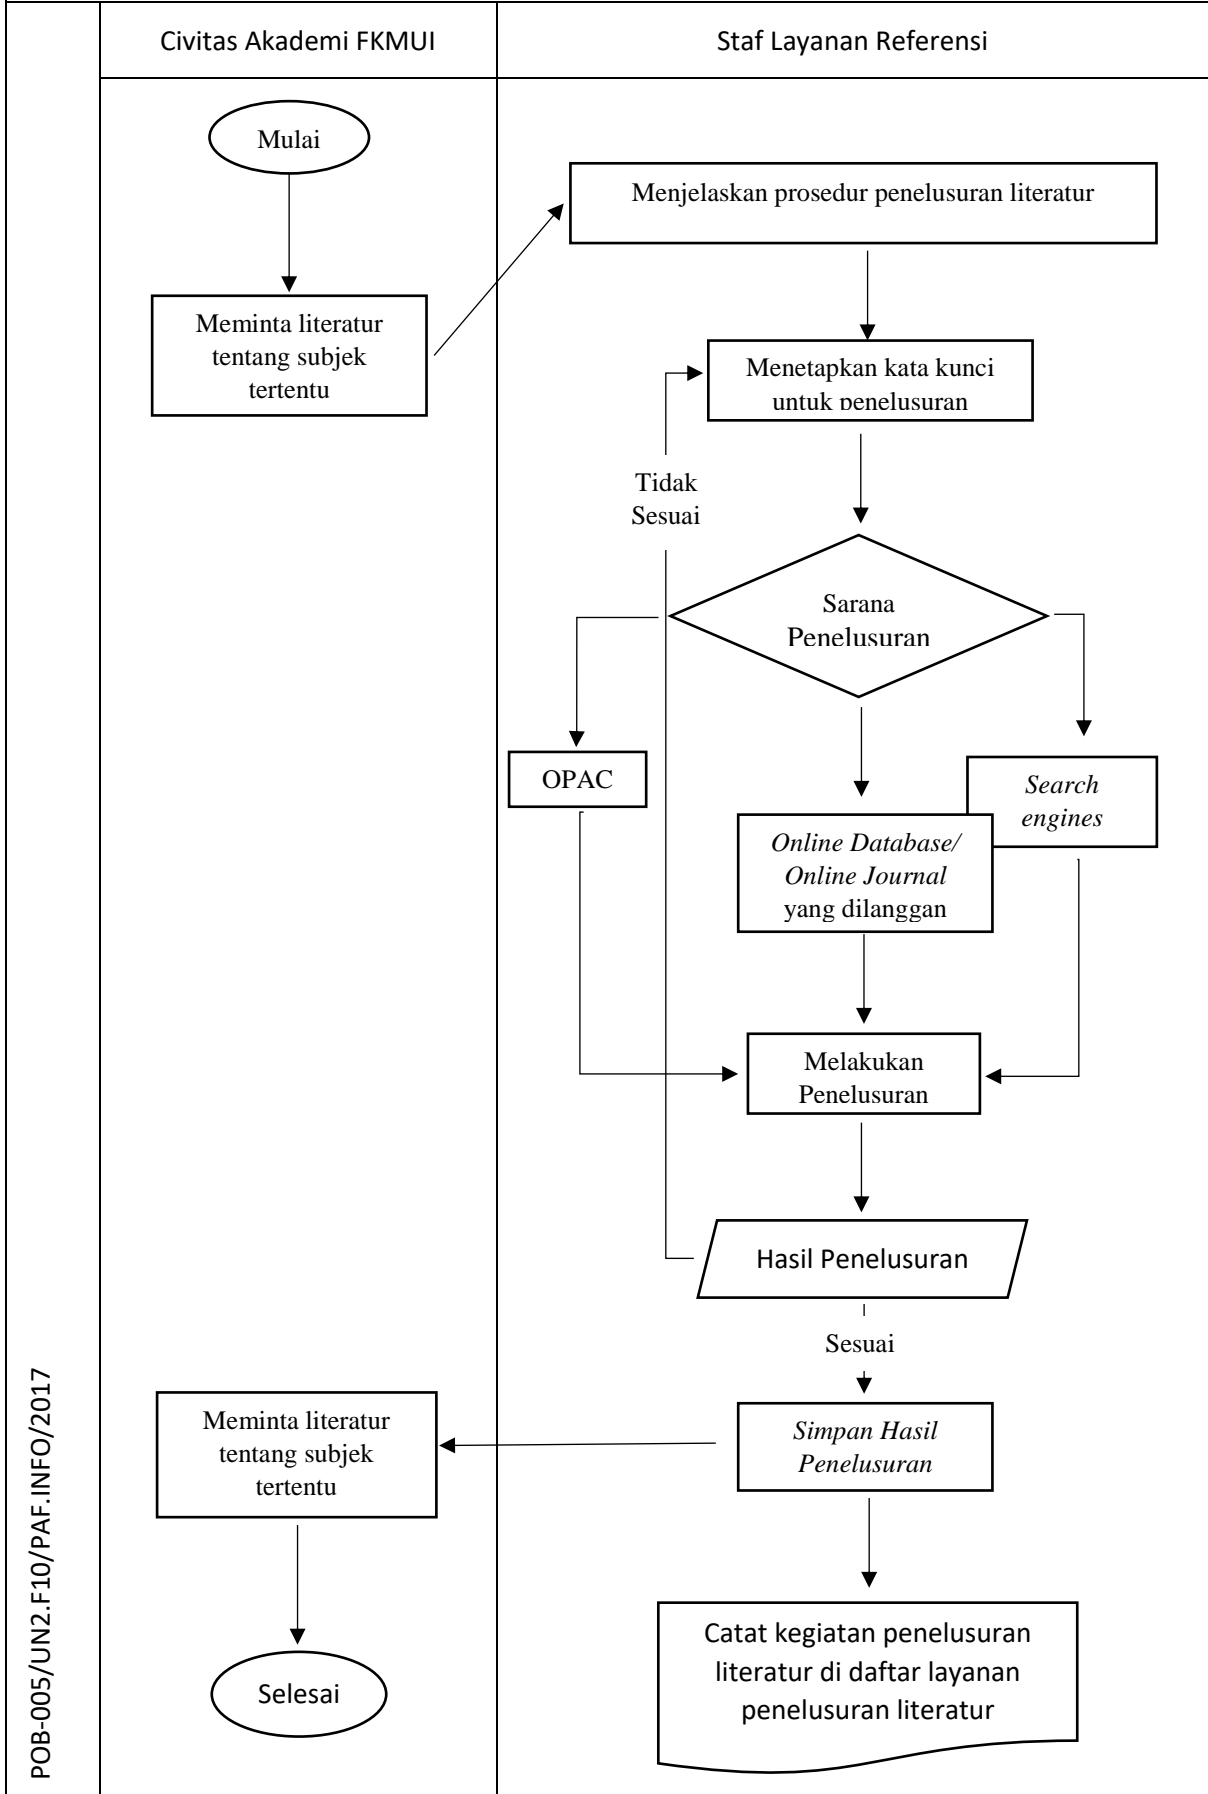 Civitas Akademi FKMUI
Staf Layanan Referensi
Mulai
Menjelaskan prosedur penelusuran literatur
Meminta literatur
tentang subjek
tertentu
Menetapkan kata kunci
untuk penelusuran
Tidak
Sesuai
Sarana
Penelusuran
OPAC
Search
engines
Online Database/
Online Journal
yang dilanggan
Melakukan
Penelusuran
Hasil Penelusuran
Sesuai
Meminta literatur
tentang subjek
tertentu
Simpan Hasil
Penelusuran
Catat kegiatan penelusuran
literatur di daftar layanan
penelusuran literatur
Selesai
POB-005/UN2.F10/PAF.INFO/2017